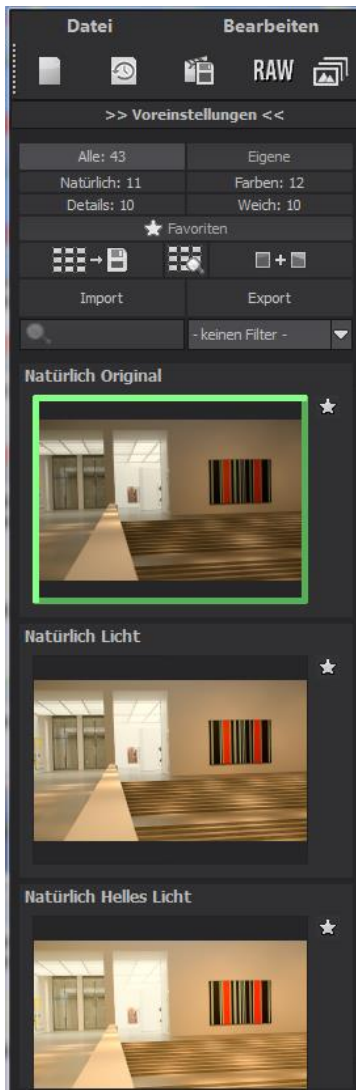 Datei Bearbeiten
RAW
>> Voreinstellungen <<
Alle: 43 Eigene
Natürlich: 11 Farben: 12
Details: 10 Weich: 10
Favoriten
Import Export
- keinen Filter -
Natürlich Original
Natürlich Licht
Natürlich Helles Licht